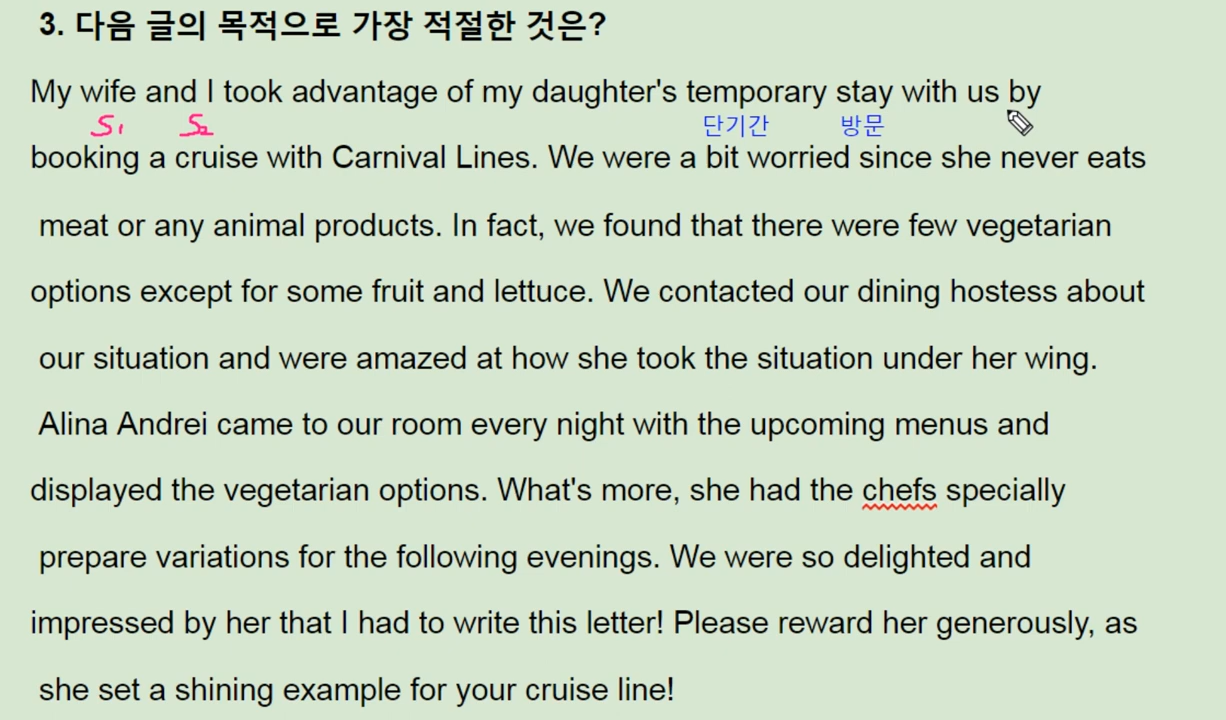 3. 다음 글의 목적으로 가장 적절한 것은?
My wife and I took advantage of my daughter's temporary stay with us by
S₁ S₂ 단기간 방문
booking a cruise with Carnival Lines. We were a bit worried since she never eats
meat or any animal products. In fact, we found that there were few vegetarian
options except for some fruit and lettuce. We contacted our dining hostess about
our situation and were amazed at how she took the situation under her wing.
Alina Andrei came to our room every night with the upcoming menus and
displayed the vegetarian options. What's more, she had the chefs specially
prepare variations for the following evenings. We were so delighted and
impressed by her that I had to write this letter! Please reward her generously, as
she set a shining example for your cruise line!